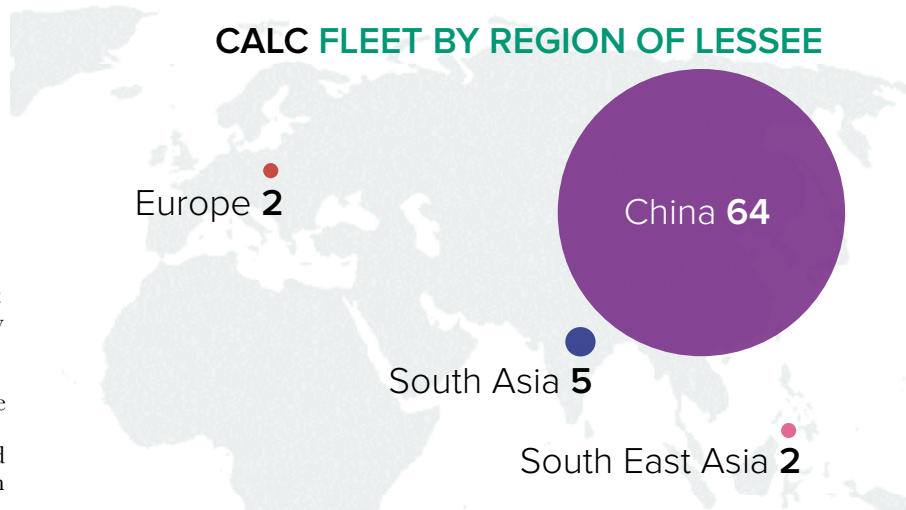 CALC FLEET BY REGION OF LESSEE
Europe 2
China 64
South Asia 5
South East Asia 2